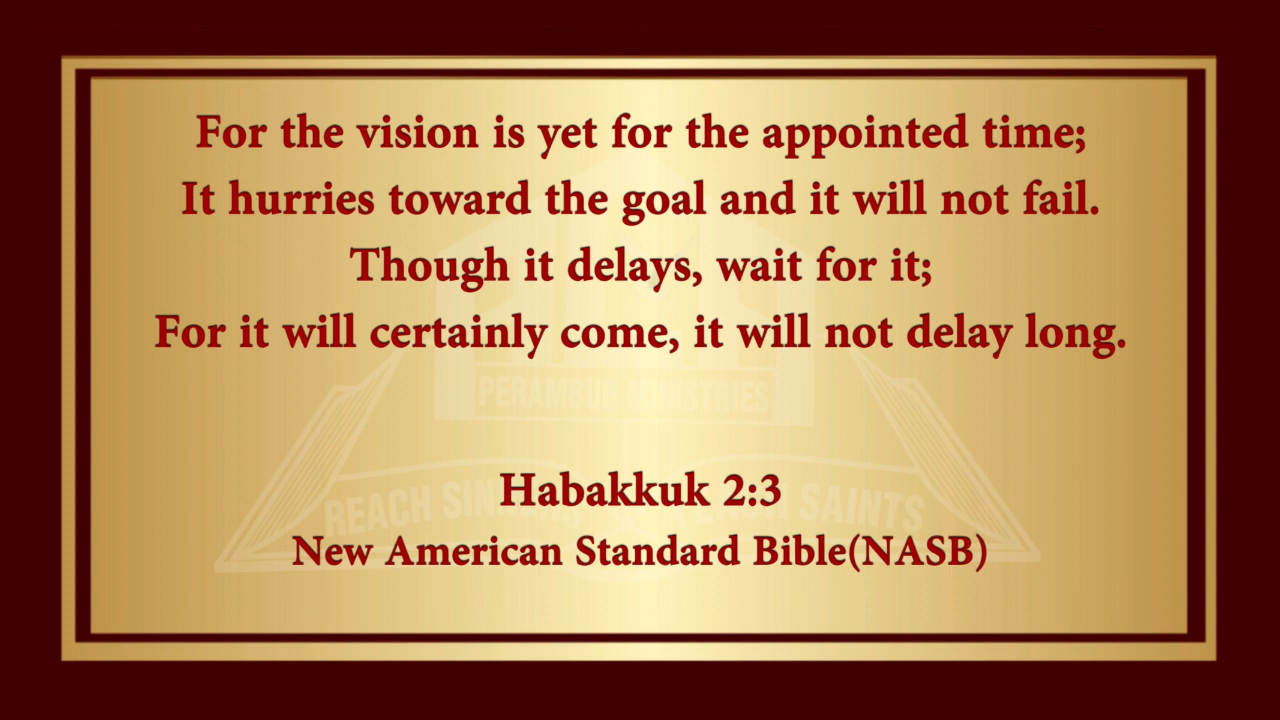 For the vision is yet for the appointed time;
It hurries toward the goal and it will not fail.
Though it delays, wait for it;
For it will certainly come, it will not delay long.
PERAMBUR MINISTRIES
Habakkuk 2:3
REACH SAINTS
New American Standard Bible(NASB)